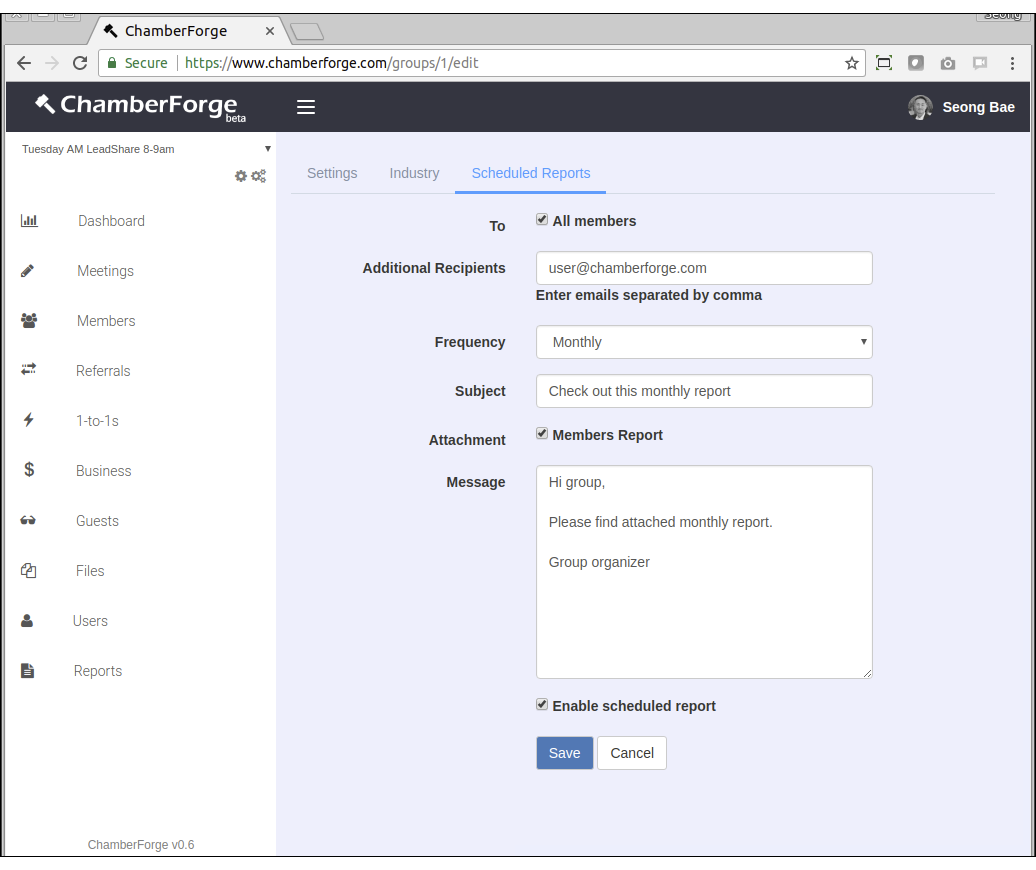 Seong
ChamberForge
Secure
https://www.chamberforge.com/groups/1/edit
ChamberForge
beta
Seong Bae
Tuesday AM LeadShare 8-9am
Dashboard
Meetings
Members
Referrals
1-to-1s
Business
Guests
Files
Users
Reports
ChamberForge v0.6
Settings
Industry
Scheduled Reports
To
All members
Additional Recipients
user@chamberforge.com
Enter emails separated by comma
Frequency
Monthly
Subject
Check out this monthly report
Attachment
Members Report
Message
Hi group,
Please find attached monthly report.
Group organizer
Enable scheduled report
Save
Cancel